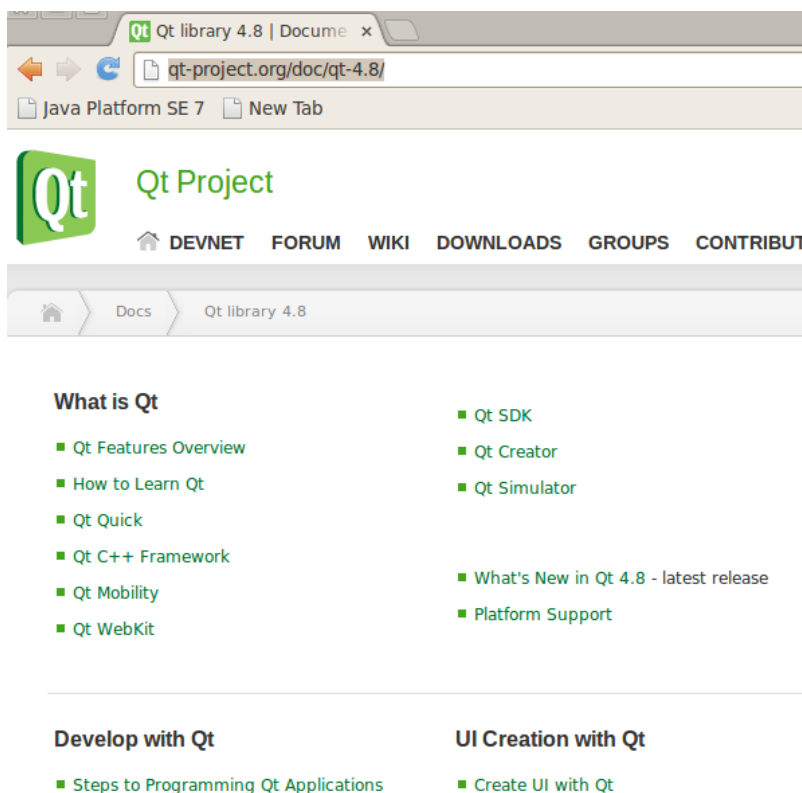 Qt Qt library 4.8 | Docume
qt-project.org/doc/qt-4.8/
Java Platform SE 7 New Tab
Qt
Qt Project
DEVNET FORUM WIKI DOWNLOADS GROUPS CONTRIBUT
Docs Qt library 4.8
What is Qt
Qt Features Overview
How to Learn Qt
Qt Quick
Qt C++ Framework
Qt Mobility
Qt WebKit
Qt SDK
Qt Creator
Qt Simulator
What's New in Qt 4.8 - latest release
Platform Support
Develop with Qt
Steps to Programming Qt Applications
UI Creation with Qt
Create UI with Qt